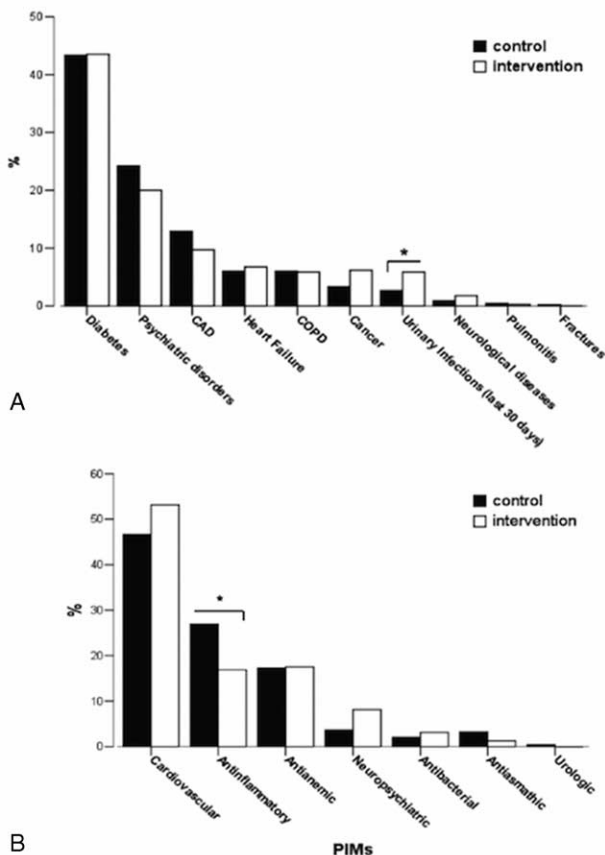 50
40
30
20
10
0
%
control
intervention
*
Diabetes
Psychiatric disorders
CAD
Heart Failure
COPD
Cancer
Urinary Infections (last 30 days)
Neurological diseases
Pulmonitis
Fractures
A
60
50
40
30
20
10
0
%
control
intervention
*
Cardiovascular
Antinflammatory
Antianemic
Neuropsychiatric
Antibacterial
Antiasmathic
Urologic
PIMs
B